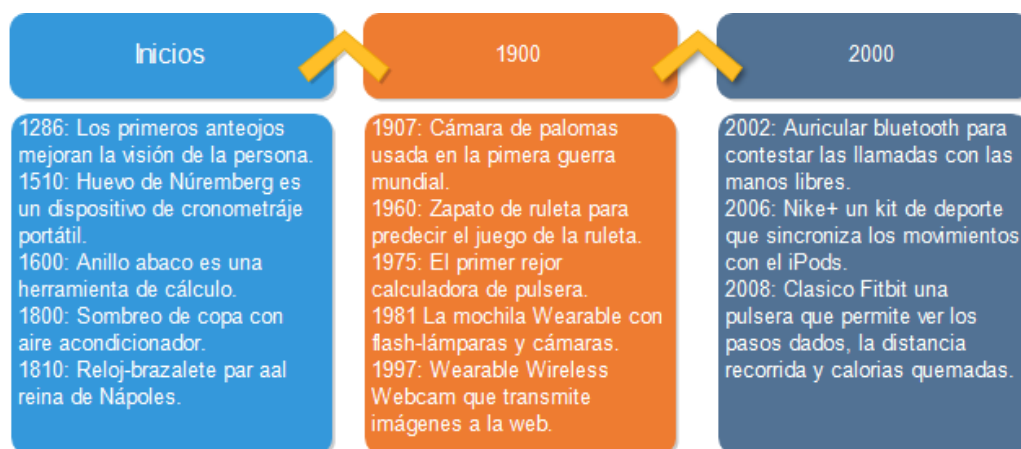 Inicios
1286: Los primeros anteojos
mejoran la visión de la persona.
1510: Huevo de Núremberg es
un dispositivo de cronometráje
portátil.
1600: Anillo abaco es una
herramienta de cálculo.
1800: Sombreo de copa con
aire acondicionador.
1810: Reloj-brazalete par aal
reina de Nápoles.
1900
1907: Cámara de palomas
usada en la pimera guerra
mundial.
1960: Zapato de ruleta para
predecir el juego de la ruleta.
1975: El primer rejor
calculadora de pulsera.
1981 La mochila Wearable con
flash-lámparas y cámaras.
1997: Wearable Wireless
Webcam que transmite
imágenes a la web.
2000
2002: Auricular bluetooth para
contestar las llamadas con las
manos libres.
2006: Nike+ un kit de deporte
que sincroniza los movimientos
con el iPods.
2008: Clasico Fitbit una
pulsera que permite ver los
pasos dados, la distancia
recorrida y calorias quemadas.